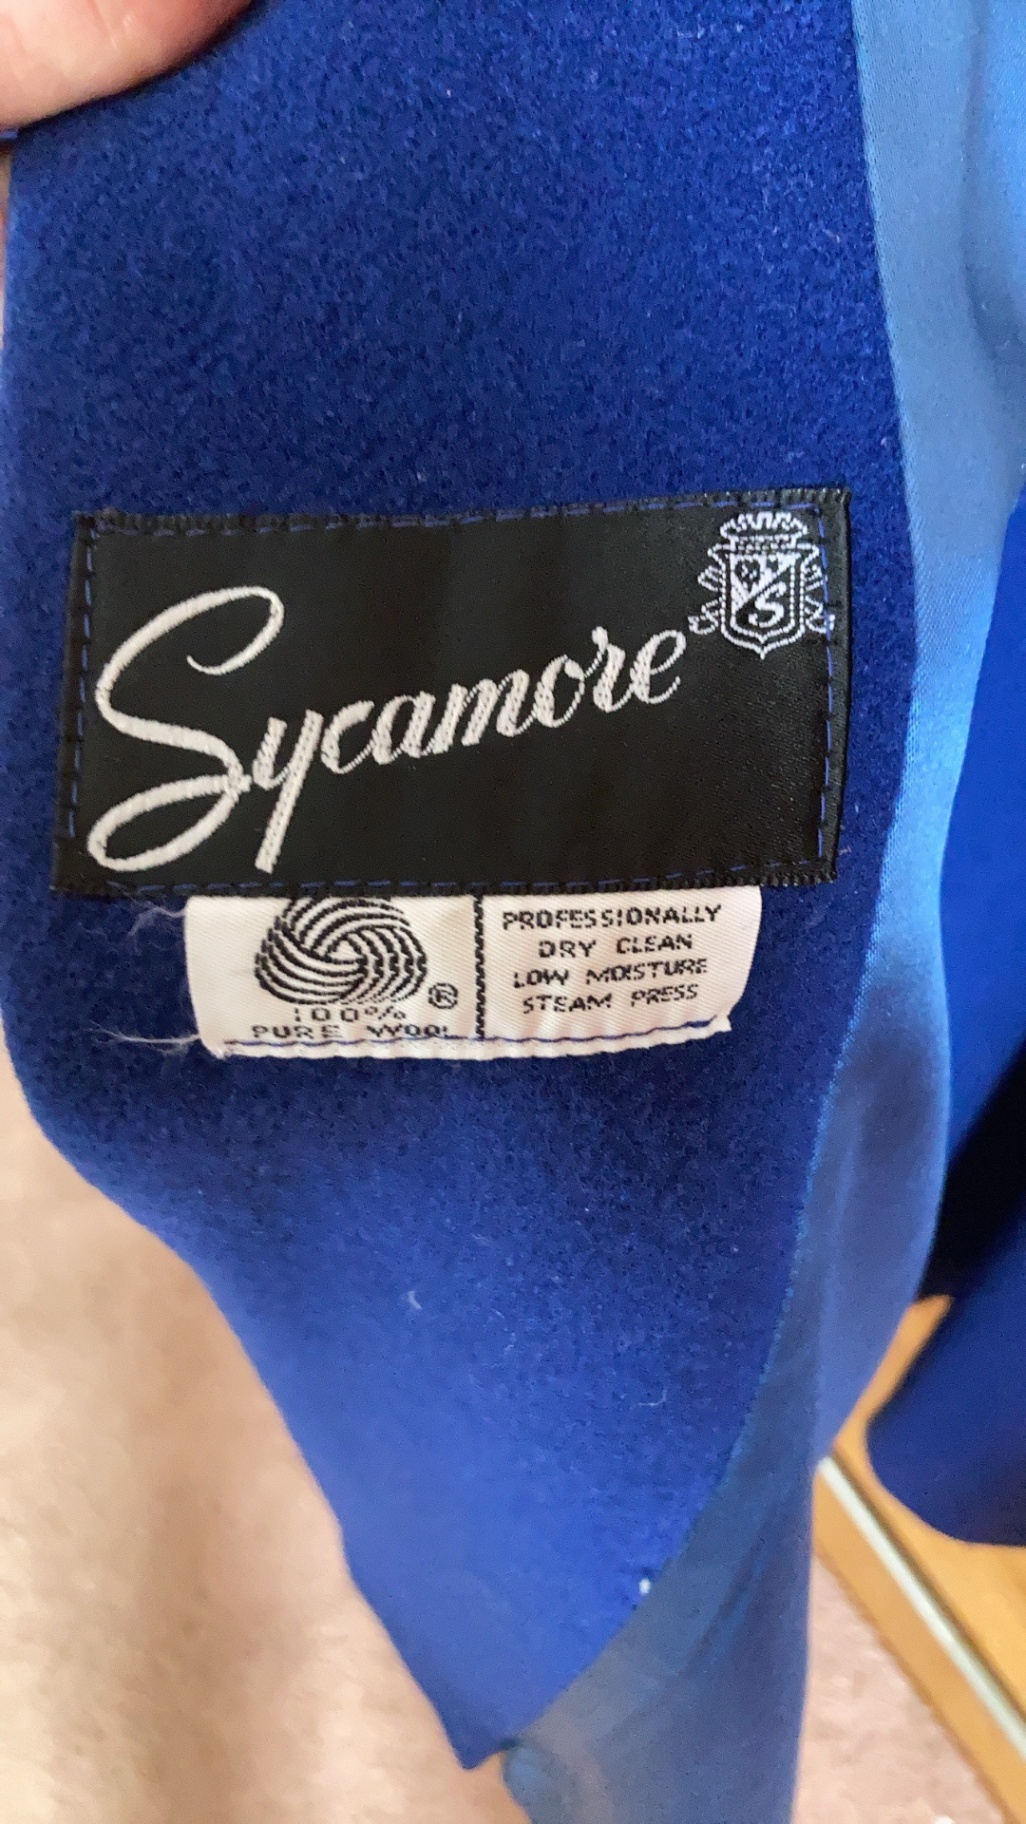 Sycamore
S
®
100%
PURE WOOL
PROFESSIONALLY
DRY CLEAN
LOW MOISTURE
STEAM PRESS